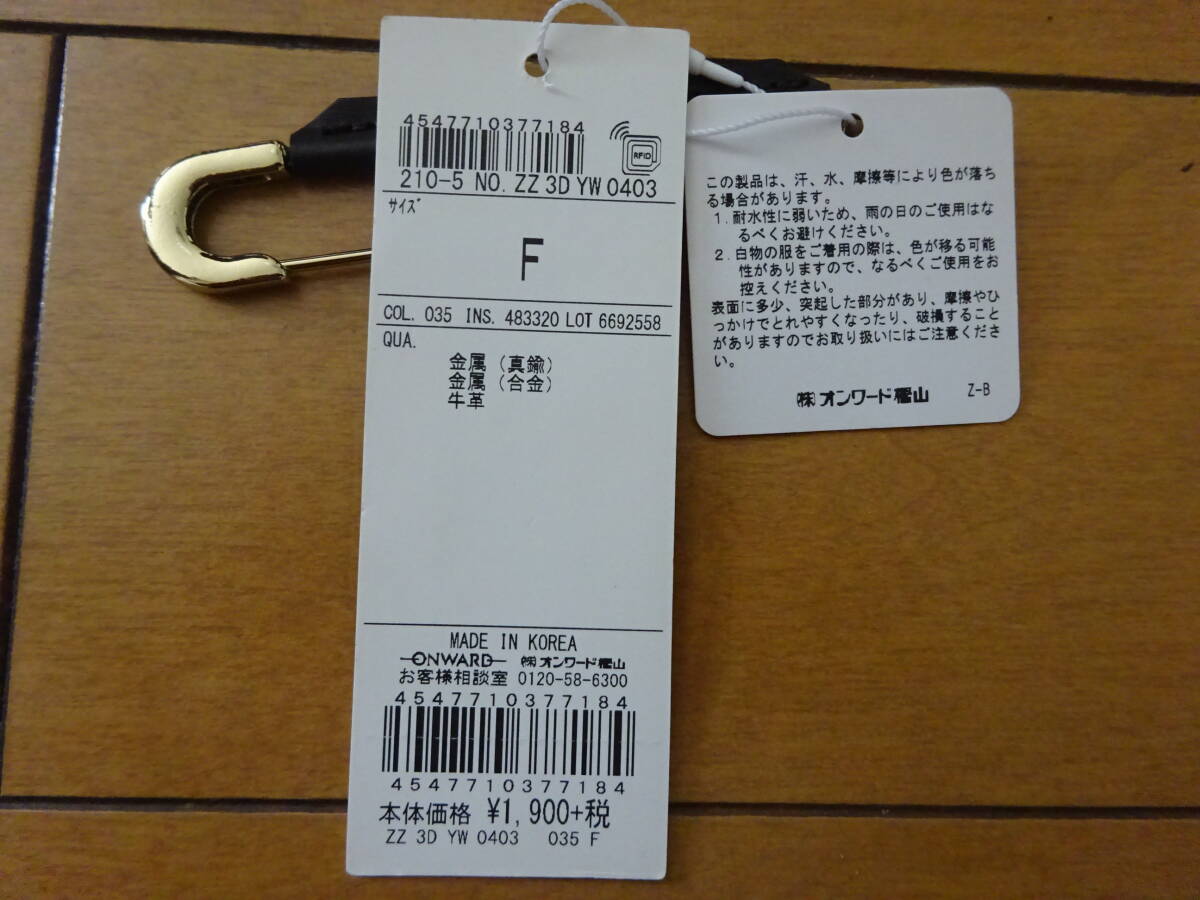 4547710377184
RFID
210-5 NO. ZZ 3D YW 0403
サイズ
F
COL. 035 INS. 483320 LOT 6692558
QUA.
金属 (真鍮)
金属 (合金)
牛革
MADE IN KOREA
ONWARD ㈱オンワード樫山
お客様相談室 0120-58-6300
4547710377184
4547710377184
本体価格 ¥1,900+税
ZZ 3D YW 0403 035 F
この製品は、汗、水、摩擦等により色が落ち
る場合があります。
1.耐水性に弱いため、雨の日のご使用はな
るべくお避けください。
2.白物の服をご着用の際は、色が移る可能
性がありますので、なるべくご使用をお
控えください。
表面に多少、突起した部分があり、摩擦やひ
っかけでとれやすくなったり、破損すること
がありますのでお取り扱いにはご注意くださ
い。
㈱オンワード樫山 Z-B